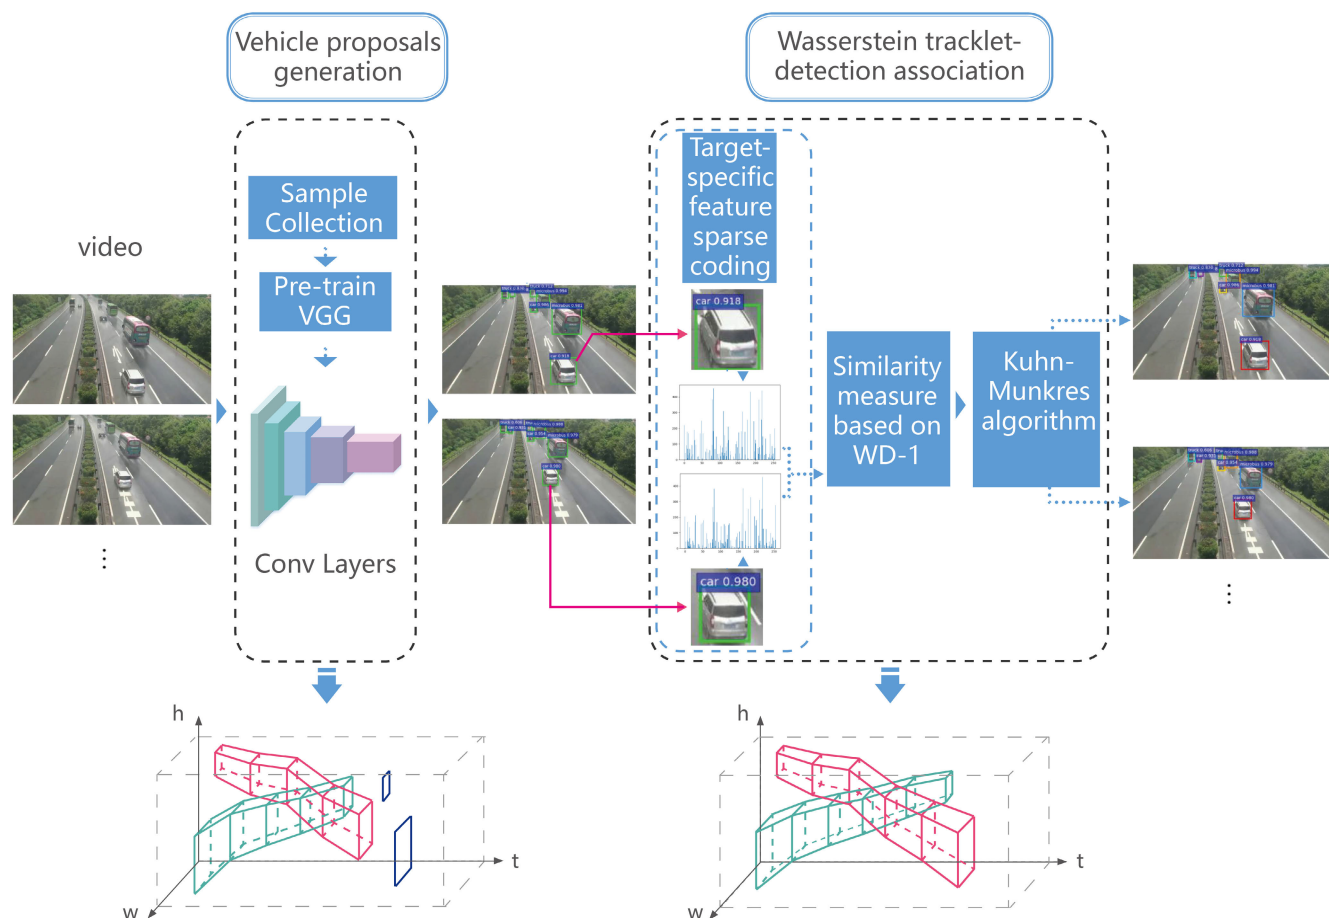 Vehicle proposals
generation
Wasserstein tracklet-
detection association
video
Sample
Collection
Pre-train
VGG
Conv Layers
Target-
specific
feature
sparse
coding
car 0.918
car 0.980
Similarity
measure
based on
WD-1
Kuhn-
Munkres
algorithm
h
t
w
h
t
w